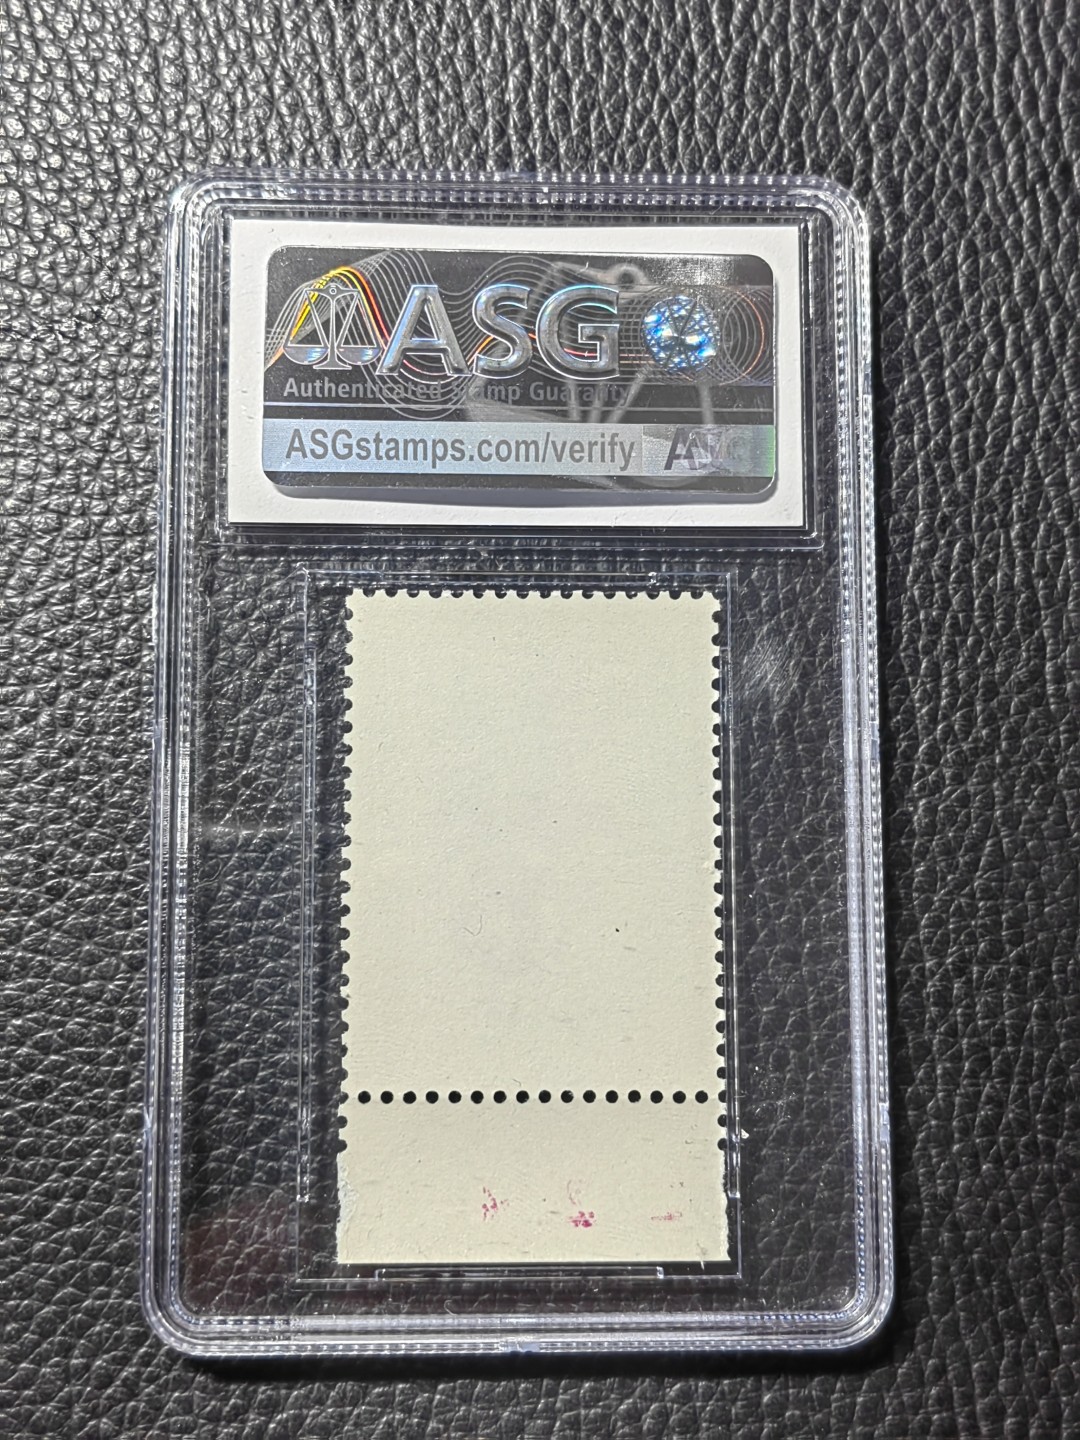 ASG
Authenticated Stamp Guaranty
ASGstamps.com/verify